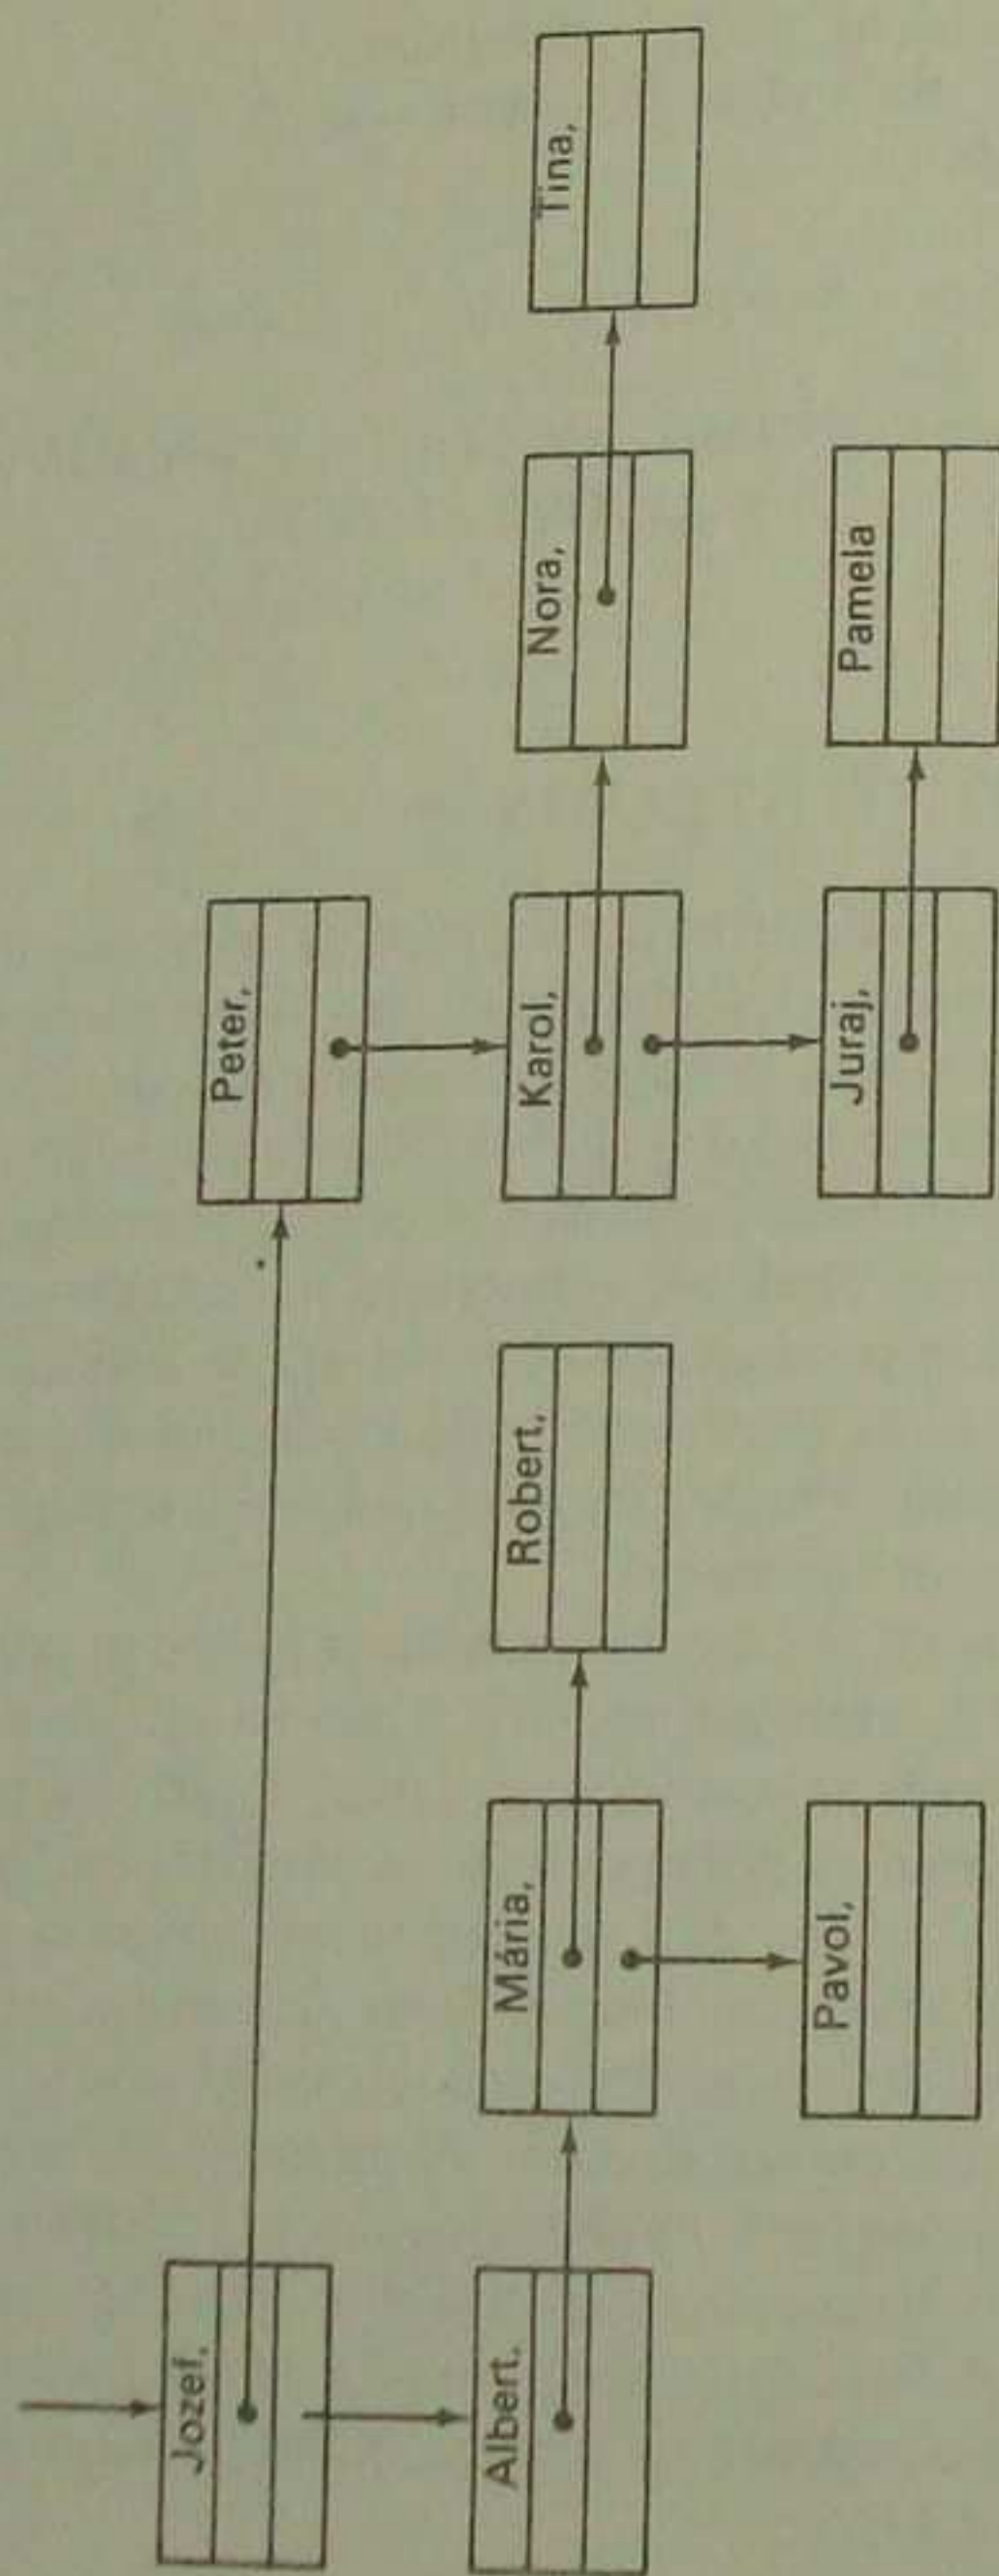 Jozef,
Peter,
Albert.
Mária,
Robert,
Karol,
Nora,
Tina,
Pavol,
Juraj,
Pamela